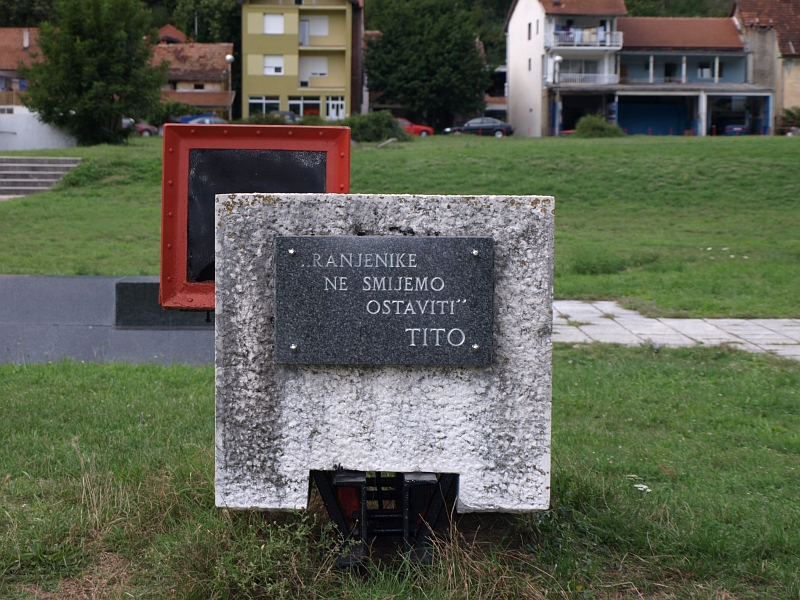 „RANJENIKE
NE SMIJEMO
OSTAVITI”
TITO